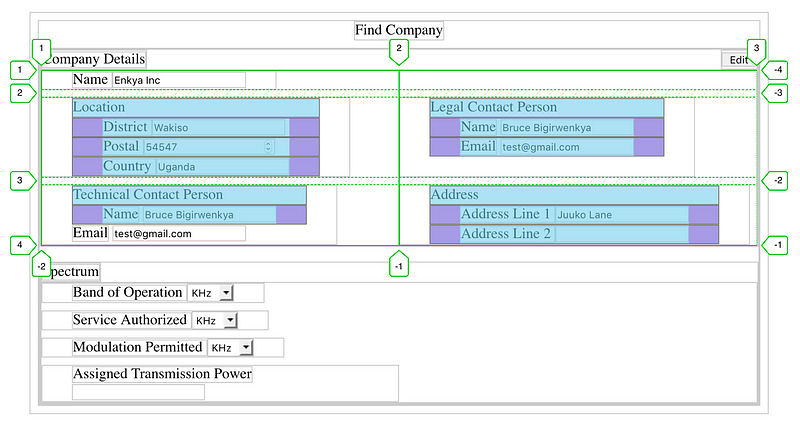 Find Company
1 2 3
Company Details Edit
1 -4
Name Enkya Inc
2 -3
Location Legal Contact Person
District Wakiso Name Bruce Bigirwenkya
Postal 54547 Email test@gmail.com
Country Uganda
3 -2
Technical Contact Person Address
Name Bruce Bigirwenkya Address Line 1 Juuko Lane
Email test@gmail.com Address Line 2
4 -1
-2 -1
Spectrum
Band of Operation KHz
Service Authorized KHz
Modulation Permitted KHz
Assigned Transmission Power